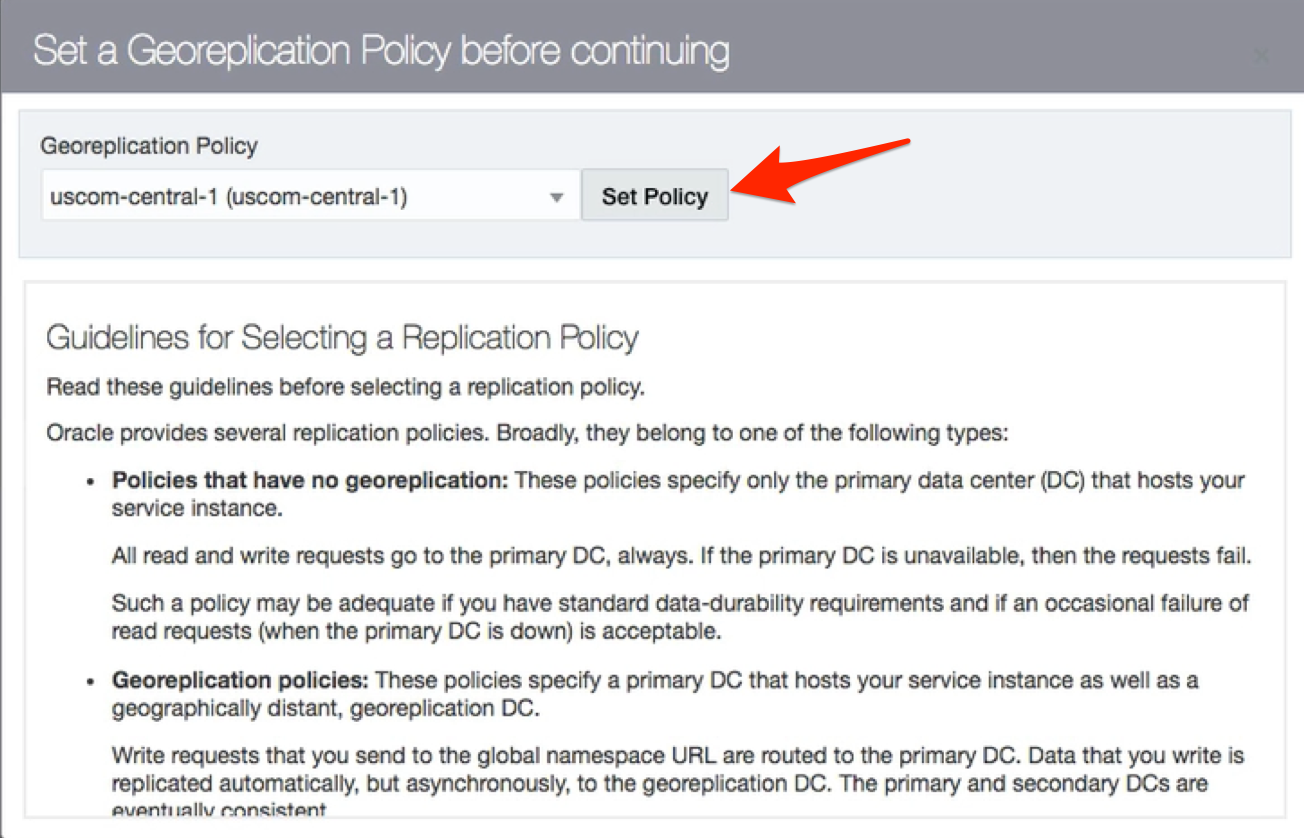 Set a Georeplication Policy before continuing
Georeplication Policy
uscom-central-1 (uscom-central-1)
Set Policy
Guidelines for Selecting a Replication Policy
Read these guidelines before selecting a replication policy.
Oracle provides several replication policies. Broadly, they belong to one of the following types:
• Policies that have no georeplication: These policies specify only the primary data center (DC) that hosts your
service instance.
All read and write requests go to the primary DC, always. If the primary DC is unavailable, then the requests fail.
Such a policy may be adequate if you have standard data-durability requirements and if an occasional failure of
read requests (when the primary DC is down) is acceptable.
• Georeplication policies: These policies specify a primary DC that hosts your service instance as well as a
geographically distant, georeplication DC.
Write requests that you send to the global namespace URL are routed to the primary DC. Data that you write is
replicated automatically, but asynchronously, to the georeplication DC. The primary and secondary DCs are
eventually consistent